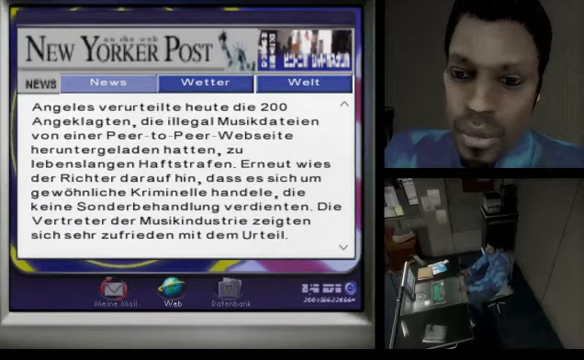 on the web
NEW YORKER POST
NEWS
News
Wetter
Welt
Angeles verurteilte heute die 200
Angeklagten, die illegal Musikdateien
von einer Peer-to-Peer-Webseite
heruntergeladen hatten, zu
lebenslangen Haftstrafen. Erneut wies
der Richter darauf hin, dass es sich um
gewöhnliche Kriminelle handele, die
keine Sonderbehandlung verdienten. Die
Vertreter der Musikindustrie zeigten
sich sehr zufrieden mit dem Urteil.
Meine Mail
Web
Datenbank